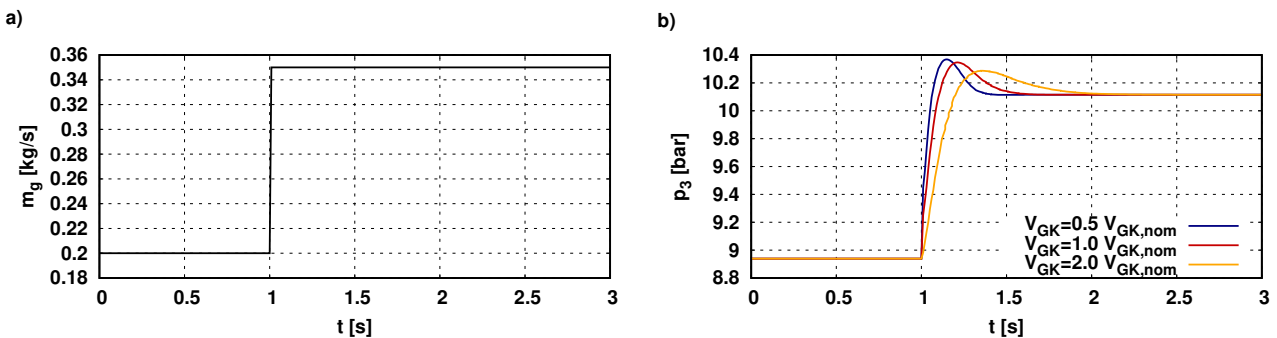 a)
0.36
0.34
0.32
0.3
0.28
0.26
0.24
0.22
0.2
0.18
m_g [kg/s]
0 0.5 1 1.5 2 2.5 3
t [s]
b)
10.4
10.2
10
9.8
9.6
9.4
9.2
9
8.8
p_3 [bar]
V_GK=0.5 V_GK,nom
V_GK=1.0 V_GK,nom
V_GK=2.0 V_GK,nom
0 0.5 1 1.5 2 2.5 3
t [s]